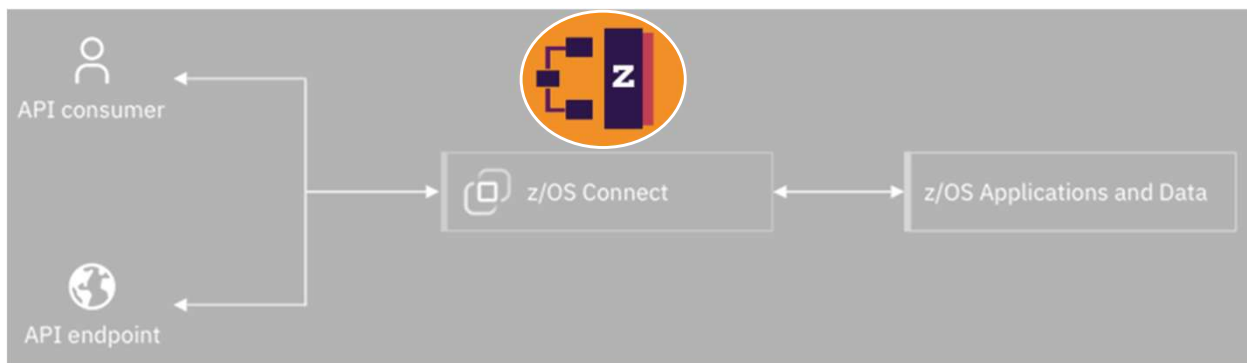 Z
API consumer
z/OS Connect
z/OS Applications and Data
API endpoint